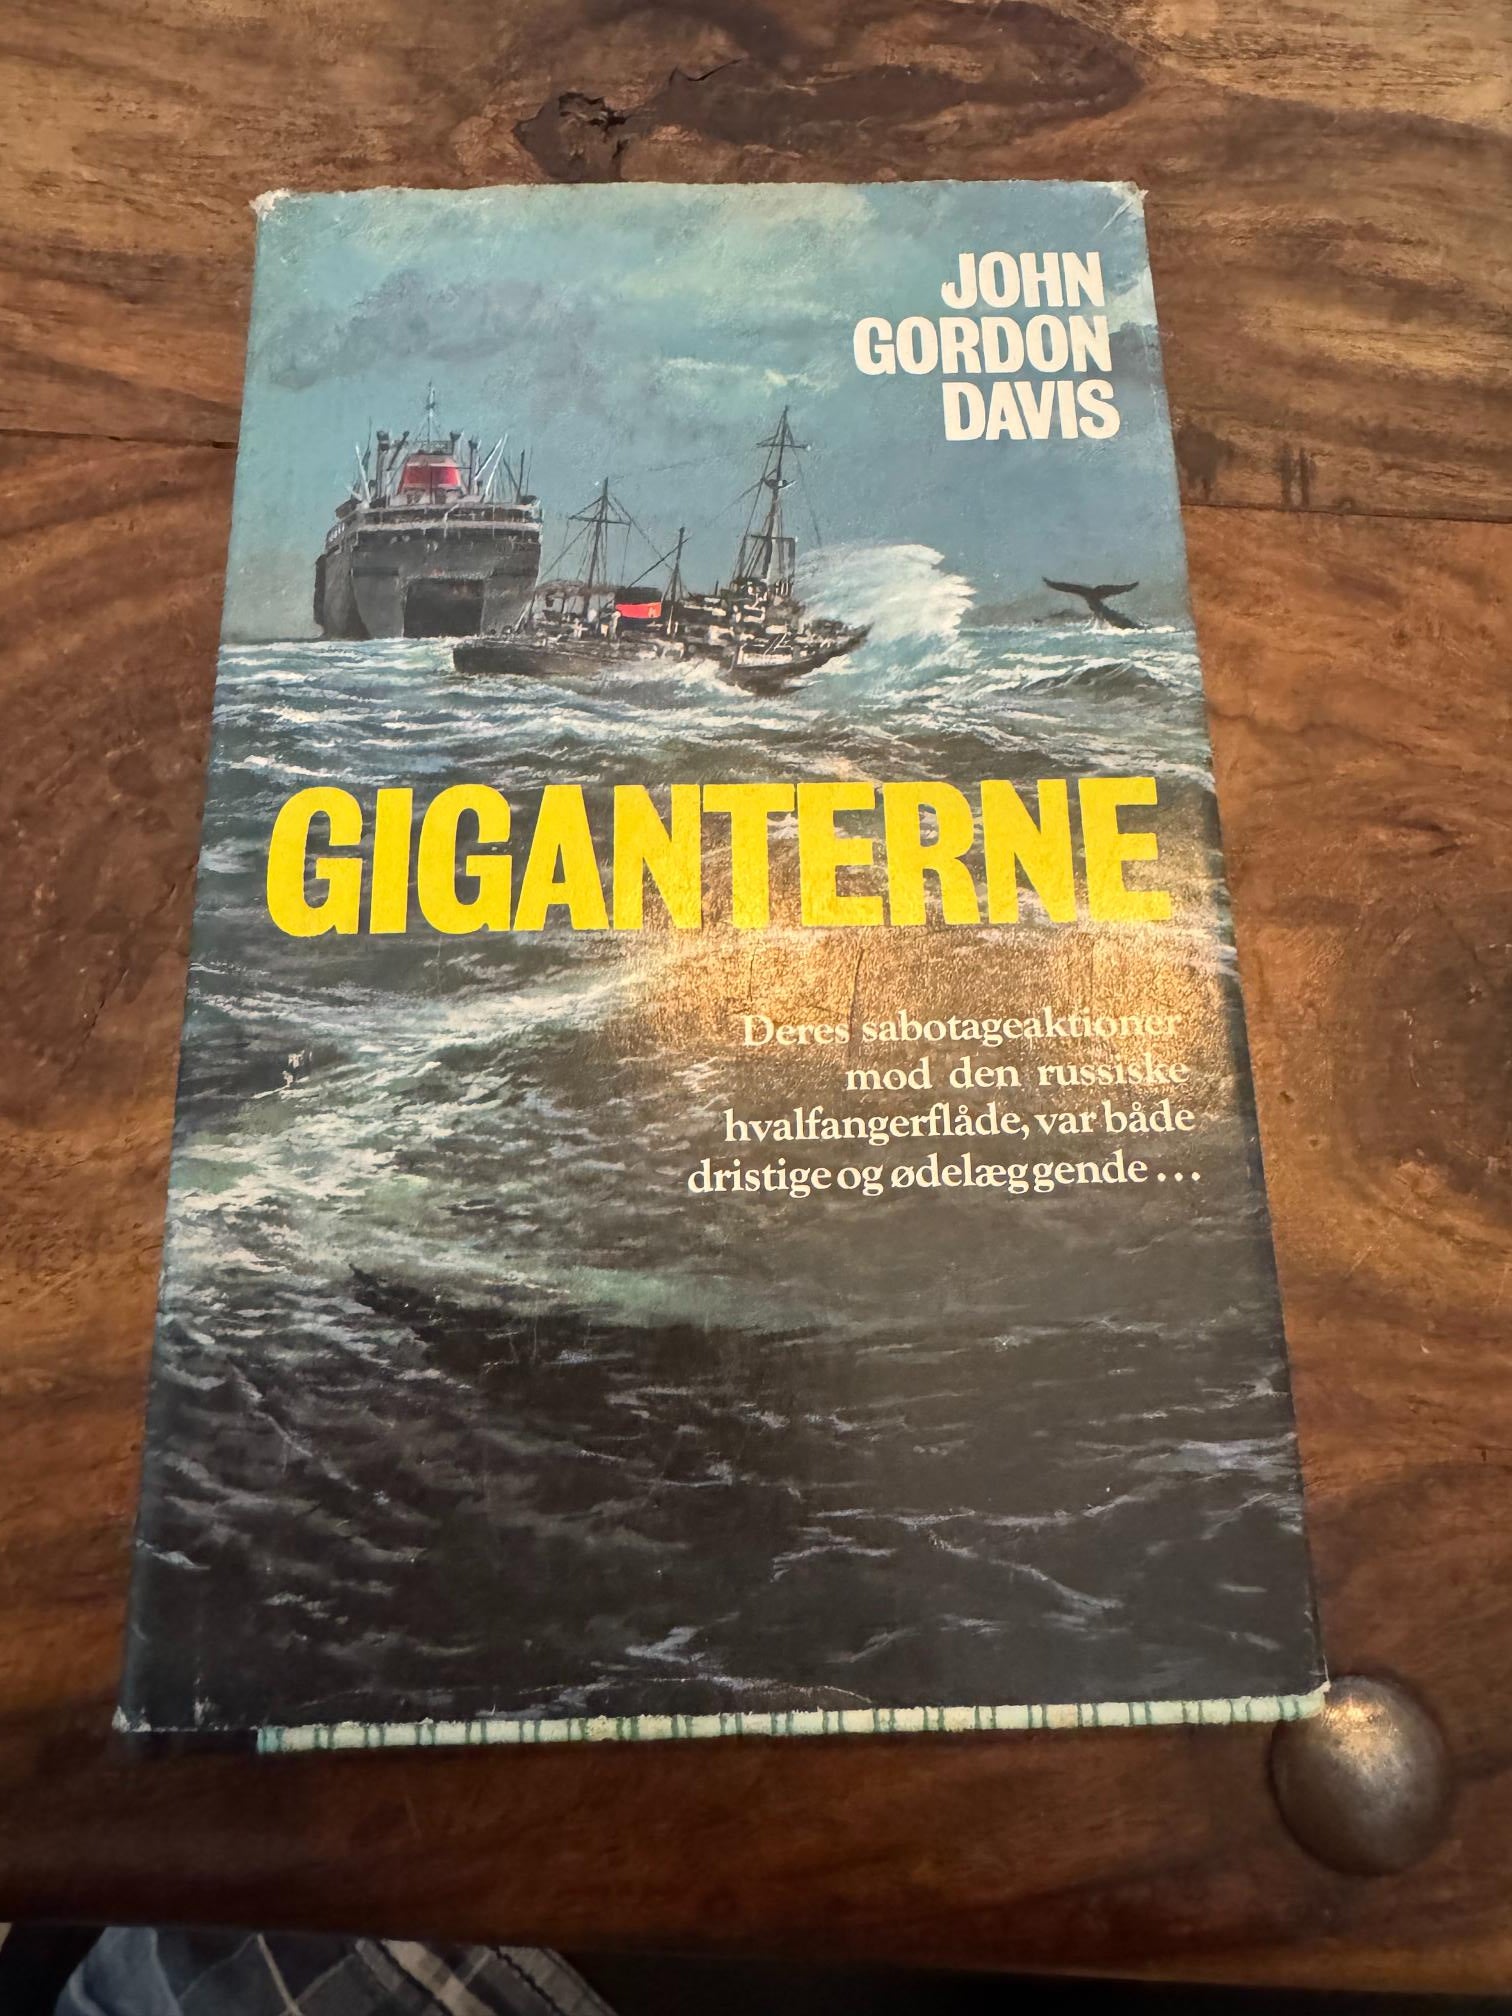 JOHN
GORDON
DAVIS
GIGANTERNE
Deres sabotageaktioner
mod den russiske
hvalfangerflåde, var både
dristige og ødelæggende...